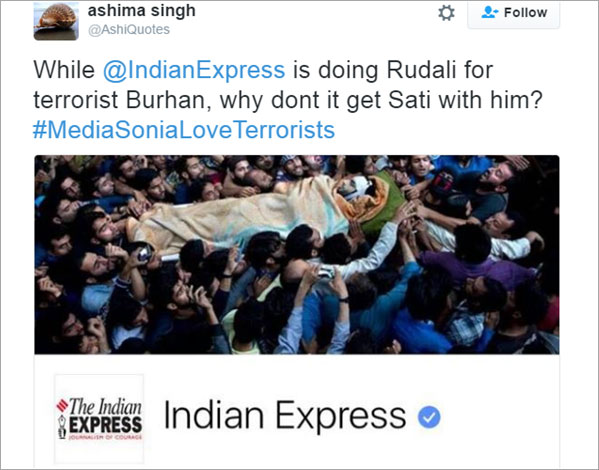 ashima singh
@AshiQuotes
Follow
While @IndianExpress is doing Rudali for
terrorist Burhan, why dont it get Sati with him?
#MediaSoniaLoveTerrorists
The Indian
EXPRESS
JOURNALISM OF COURAGE
Indian Express